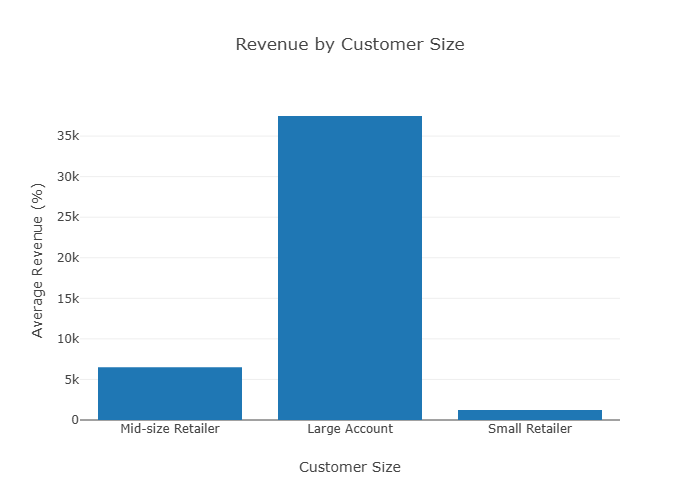 Revenue by Customer Size
Average Revenue (%)
35k
30k
25k
20k
15k
10k
5k
0
Mid-size Retailer
Large Account
Small Retailer
Customer Size